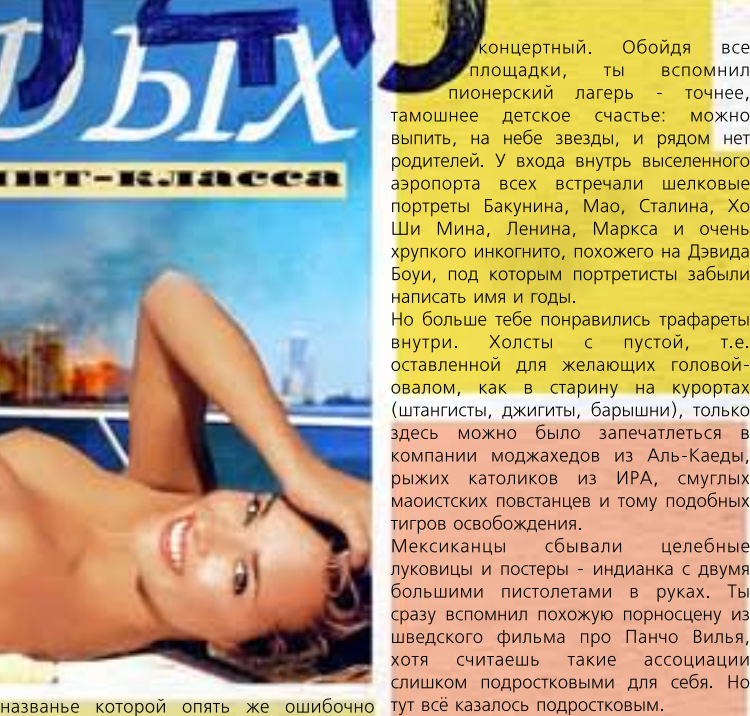 ДЫХ
класса
названье которой опять же ошибочно
концертный. Обойдя все
площадки, ты вспомнил
пионерский лагерь - точнее,
тамошнее детское счастье: можно
выпить, на небе звезды, и рядом нет
родителей. У входа внутрь выселенного
аэропорта всех встречали шелковые
портреты Бакунина, Мао, Сталина, Хо
Ши Мина, Ленина, Маркса и очень
хрупкого инкогнито, похожего на Дэвида
Боуи, под которым портретисты забыли
написать имя и годы.
Но больше тебе понравились трафареты
внутри. Холсты с пустой, т.е.
оставленной для желающих головой-
овалом, как в старину на курортах
(штангисты, джигиты, барышни), только
здесь можно было запечатлеться в
компании моджахедов из Аль-Каеды,
рыжих католиков из ИРА, смуглых
маоистских повстанцев и тому подобных
тигров освобождения.
Мексиканцы сбывали целебные
луковицы и постеры - индианка с двумя
большими пистолетами в руках. Ты
сразу вспомнил похожую порносцену из
шведского фильма про Панчо Вилья,
хотя считаешь такие ассоциации
слишком подростковыми для себя. Но
тут всё казалось подростковым.